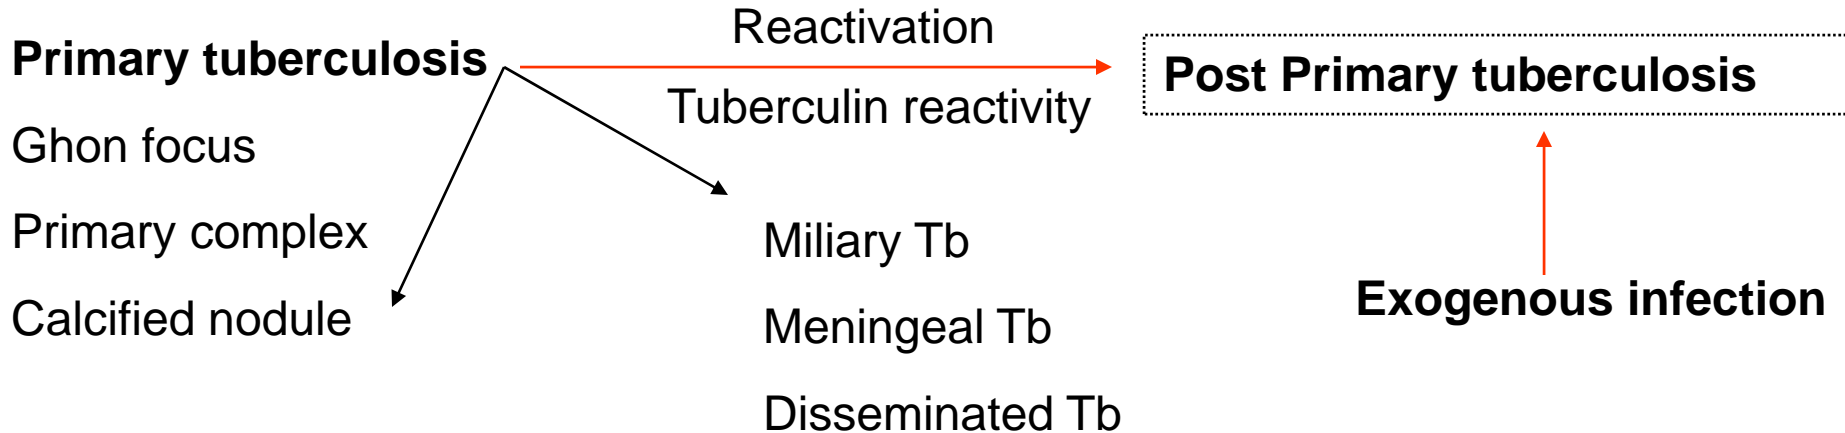 Reactivation
Primary tuberculosis
Post Primary tuberculosis
Tuberculin reactivity
Ghon focus
Primary complex
Miliary Tb
Calcified nodule
Exogenous infection
Meningeal Tb
Disseminated Tb